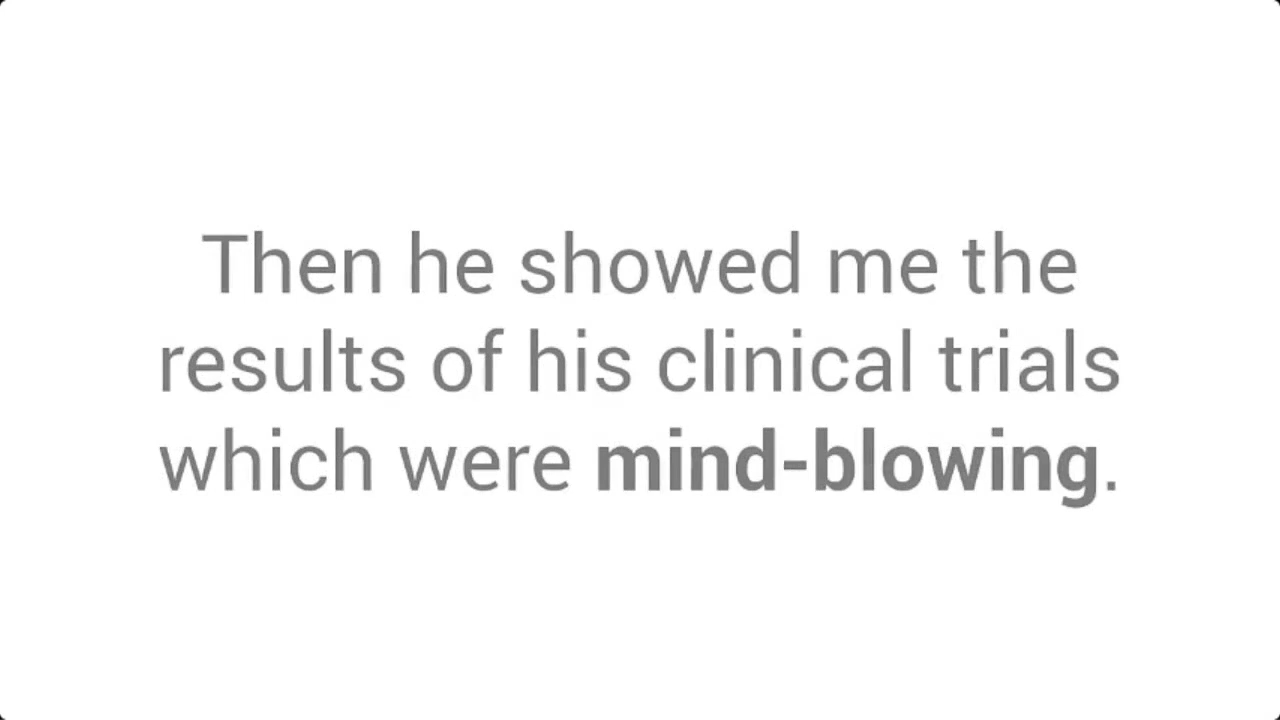 Then he showed me the
results of his clinical trials
which were mind-blowing.